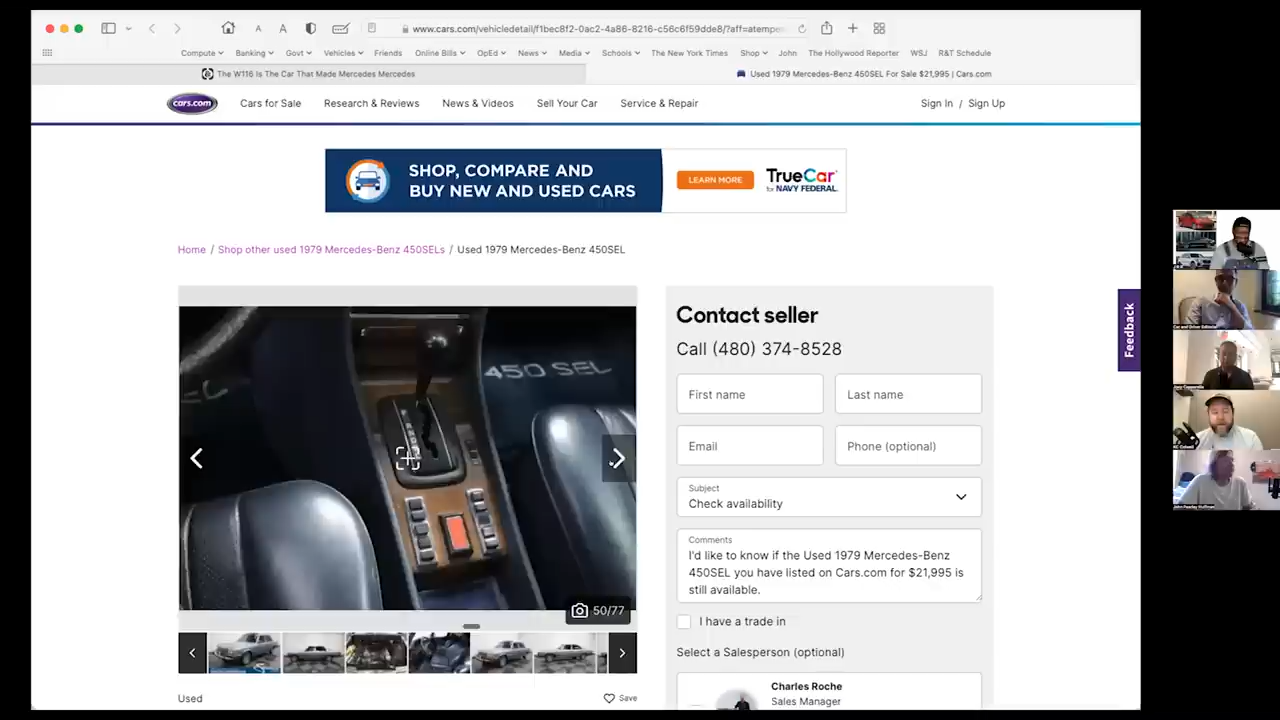 www.cars.com/vehicledetail/f1bec8f2-0ac2-4a86-8216-c56c6f59dde8/?aff=atempe
Compute Banking Govt Vehicles Friends Online Bills OpEd News Media Schools The New York Times Shop John The Hollywood Reporter WSJ R&T Schedule
The W116 Is The Car That Made Mercedes Mercedes
Used 1979 Mercedes-Benz 450SEL For Sale $21,995 | Cars.com
cars.com
Cars for Sale Research & Reviews News & Videos Sell Your Car Service & Repair Sign In / Sign Up
SHOP, COMPARE AND
BUY NEW AND USED CARS
LEARN MORE
TrueCar
for NAVY FEDERAL
Home / Shop other used 1979 Mercedes-Benz 450SELs / Used 1979 Mercedes-Benz 450SEL
450 SEL
50/77
Used
Save
Contact seller
Call (480) 374-8528
First name
Last name
Email
Phone (optional)
Subject
Check availability
Comments
I'd like to know if the Used 1979 Mercedes-Benz
450SEL you have listed on Cars.com for $21,995 is
still available.
I have a trade in
Select a Salesperson (optional)
Charles Roche
Sales Manager
Feedback